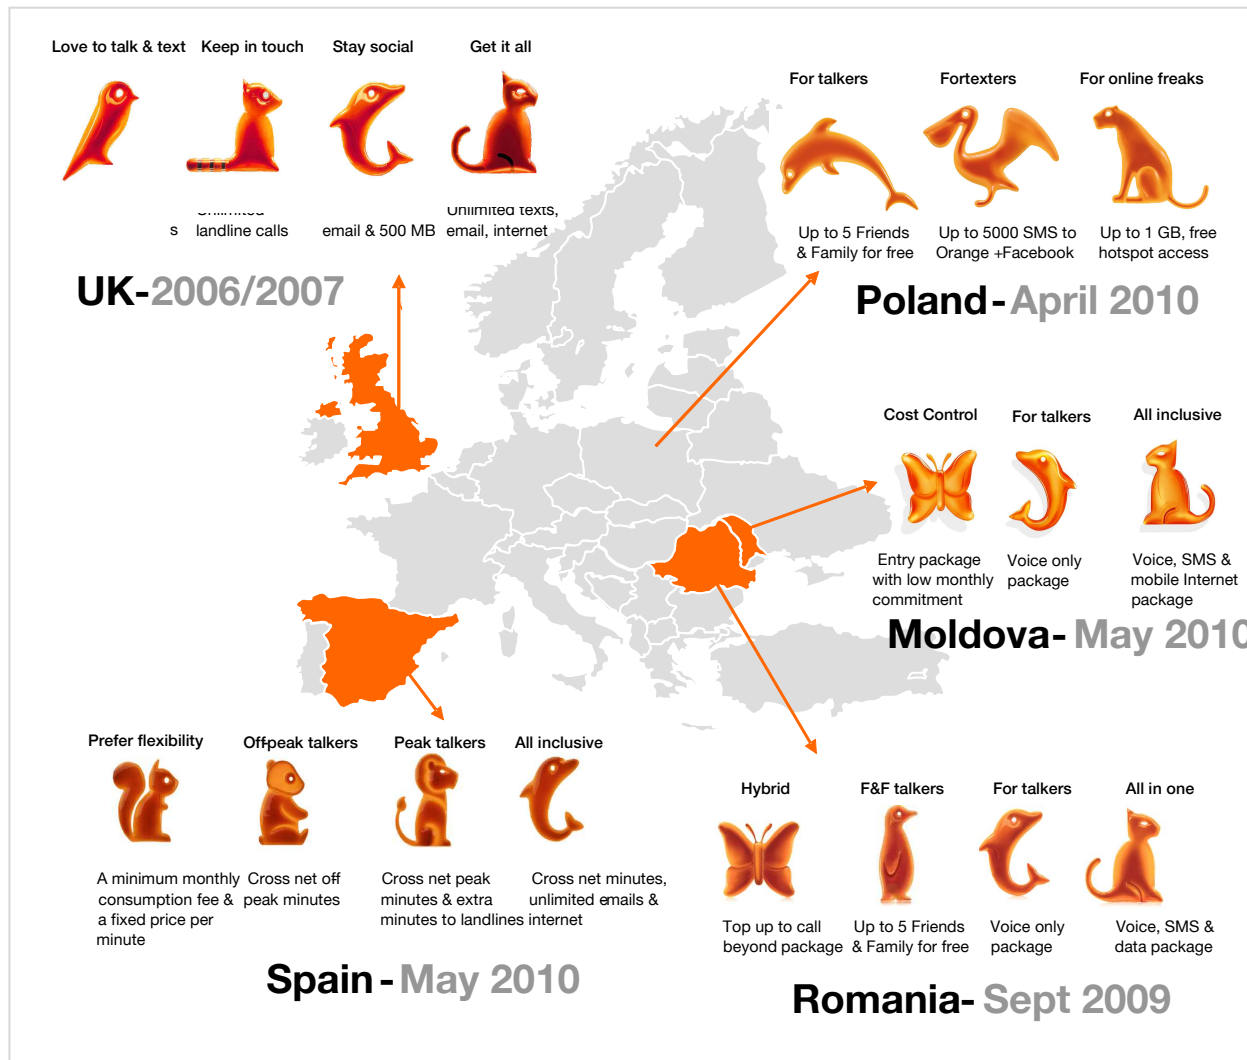 Love to talk & text
Keep in touch
Stay social
Get it all
s
landline calls
email & 500 MB
Unlimited texts,
email, internet
UK-2006/2007
For talkers
Fortexters
For online freaks
Up to 5 Friends
& Family for free
Up to 5000 SMS to
Orange +Facebook
Up to 1 GB, free
hotspot access
Poland- April 2010
Cost Control
For talkers
All inclusive
Entry package
with low monthly
commitment
Voice only
package
Voice, SMS &
mobile Internet
package
Moldova- May 2010
Prefer flexibility
Off-peak talkers
Peak talkers
All inclusive
A minimum monthly
consumption fee &
a fixed price per
minute
Cross net off
peak minutes
Cross net peak
minutes & extra
minutes to landlines
Cross net minutes,
unlimited emails &
internet
Spain - May 2010
Hybrid
F&F talkers
For talkers
All in one
Top up to call
beyond package
Up to 5 Friends
& Family for free
Voice only
package
Voice, SMS &
data package
Romania- Sept 2009